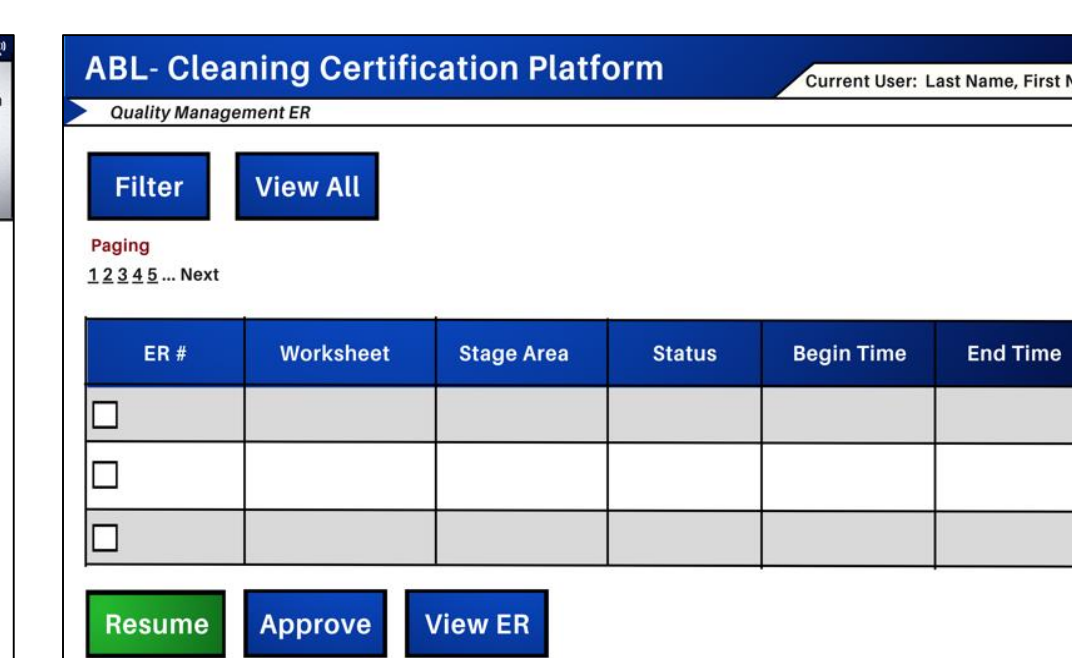 ABL- Cleaning Certification Platform
Current User: Last Name, First
Quality Management ER
Filter View All
Paging
1 2 3 4 5 ... Next
ER # Worksheet Stage Area Status Begin Time End Time
Resume Approve View ER